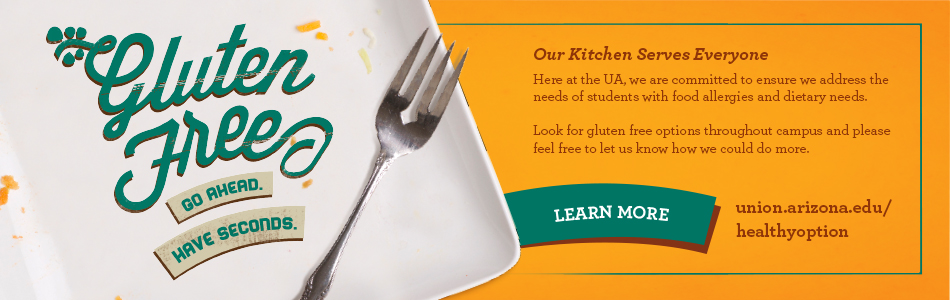 Gluten
Free
GO AHEAD.
HAVE SECONDS.
Our Kitchen Serves Everyone
Here at the UA, we are committed to ensure we address the
needs of students with food allergies and dietary needs.
Look for gluten free options throughout campus and please
feel free to let us know how we could do more.
LEARN MORE
union.arizona.edu/
healthyoption